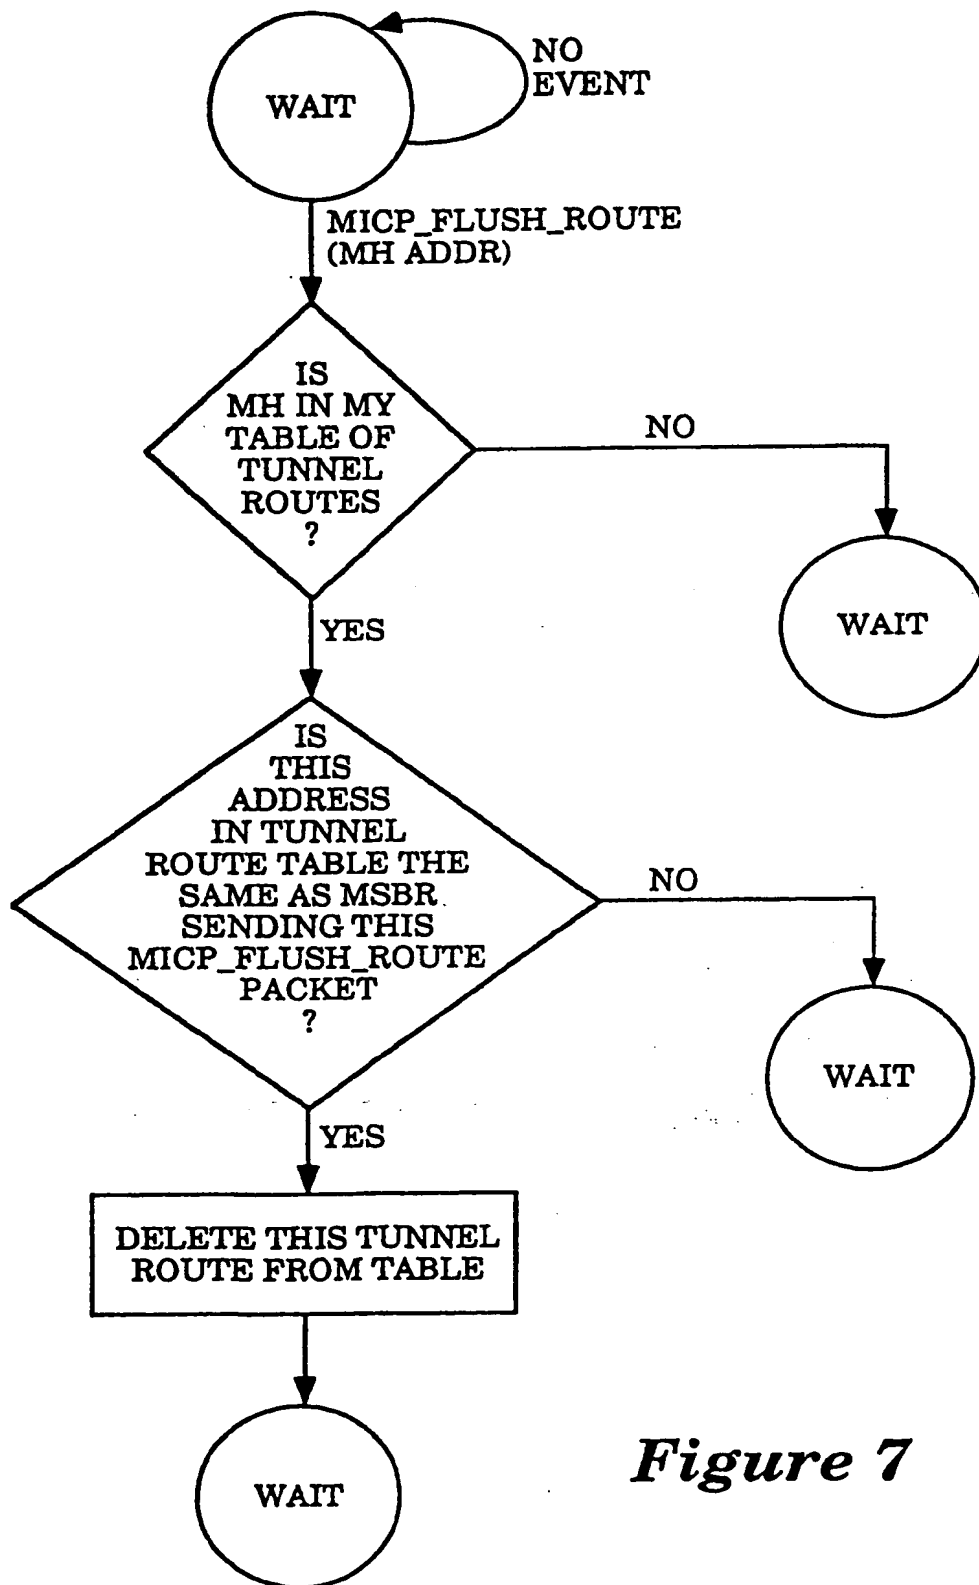 WAIT
NO
EVENT
MICP_FLUSH_ROUTE
(MH ADDR)
IS
MH IN MY
TABLE OF
TUNNEL
ROUTES
?
NO
WAIT
YES
IS
THIS
ADDRESS
IN TUNNEL
ROUTE TABLE THE
SAME AS MSBR
SENDING THIS
MICP_FLUSH_ROUTE
PACKET
?
NO
WAIT
YES
DELETE THIS TUNNEL
ROUTE FROM TABLE
WAIT
Figure 7